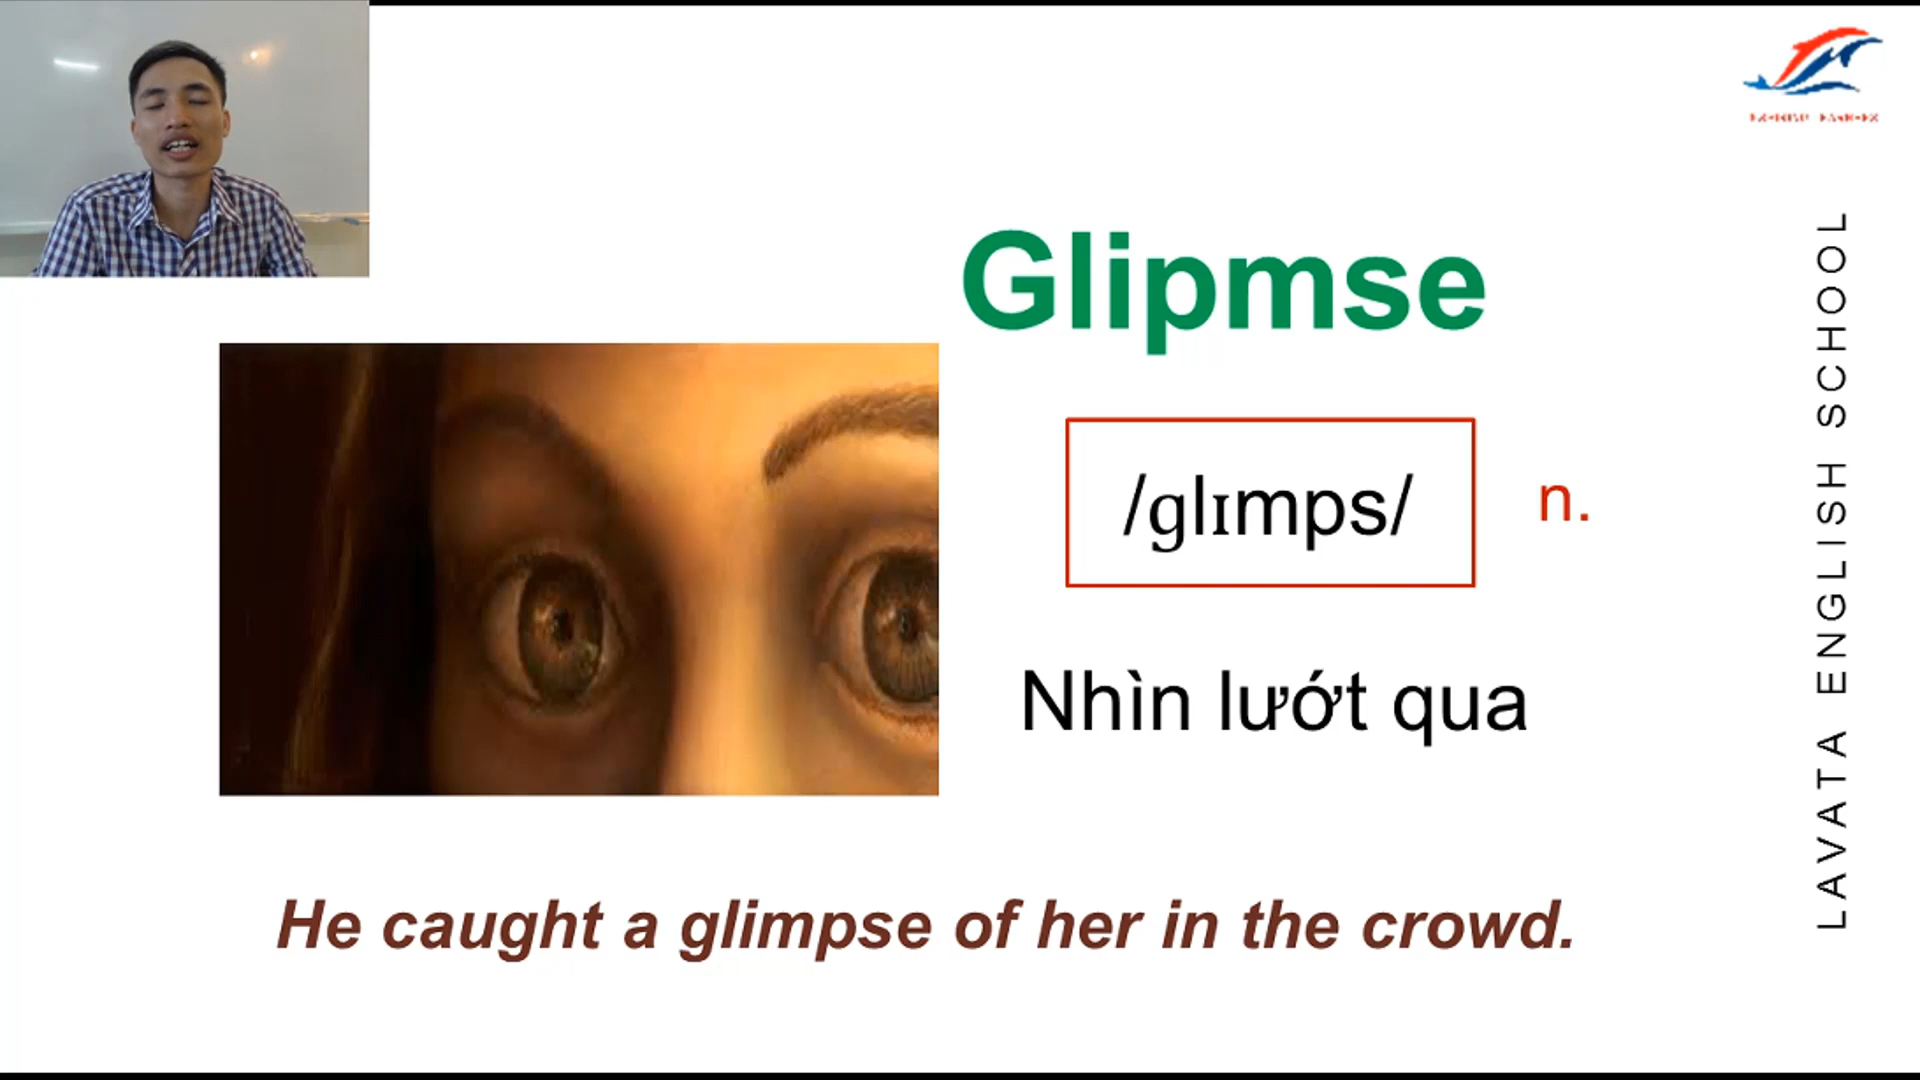 Glipmse
/glɪmps/
n.
Nhìn lướt qua
He caught a glimpse of her in the crowd.
LAVATA ENGLISH SCHOOL